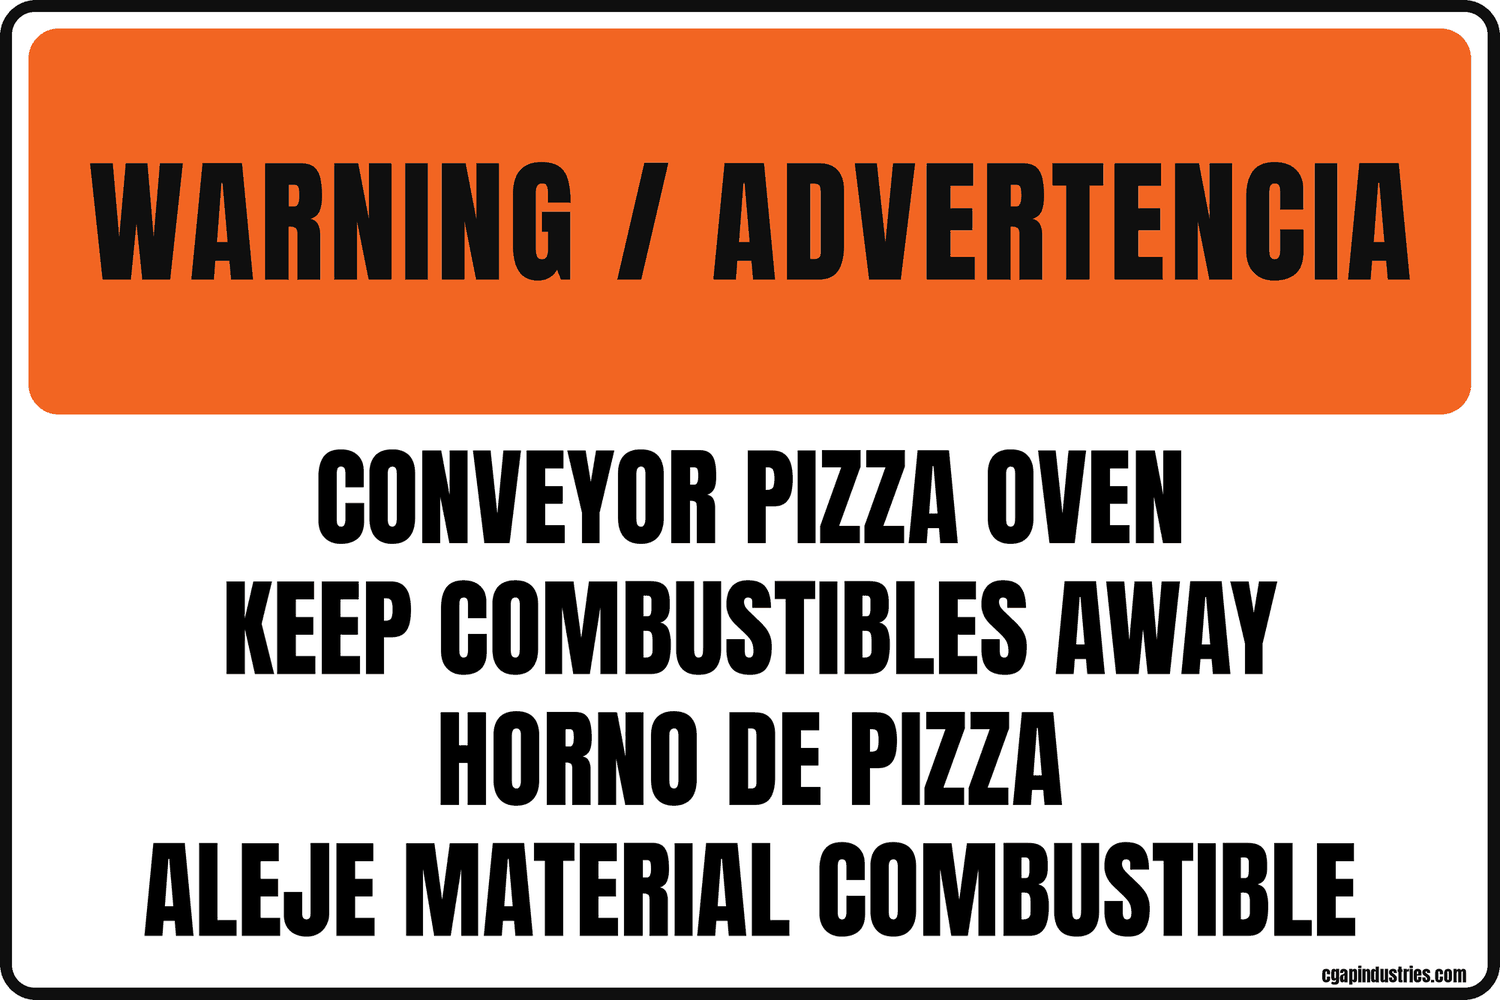 WARNING / ADVERTENCIA
CONVEYOR PIZZA OVEN
KEEP COMBUSTIBLES AWAY
HORNO DE PIZZA
ALEJE MATERIAL COMBUSTIBLE
cgapindustries.com